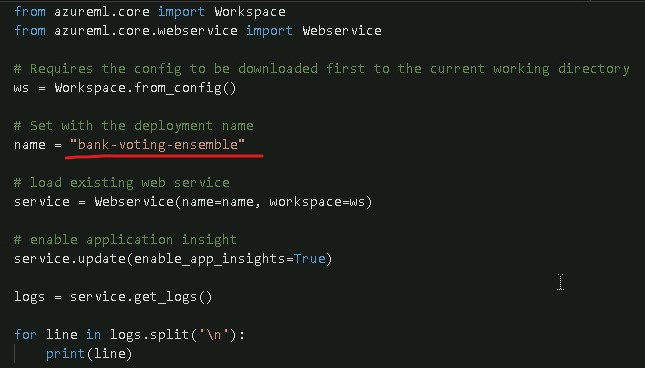 from azureml.core import Workspace
from azureml.core.webservice import Webservice
# Requires the config to be downloaded first to the current working directory
ws = Workspace.from_config()
# Set with the deployment name
name = "bank-voting-ensemble"
# load existing web service
service = Webservice(name=name, workspace=ws)
# enable application insight
service.update(enable_app_insights=True)
logs = service.get_logs()
for line in logs.split('\n'):
    print(line)